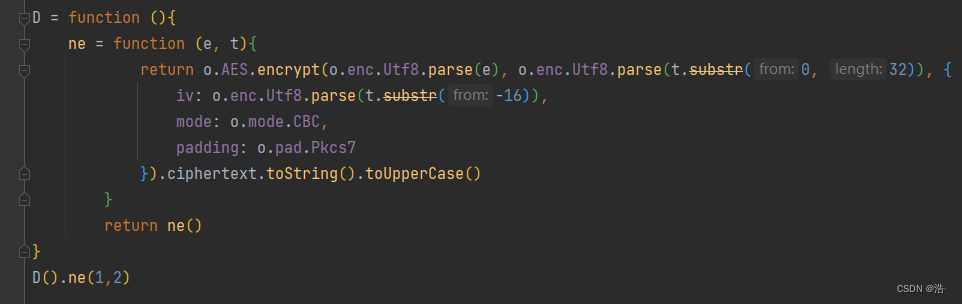 D = function (){
ne = function (e, t){
return o.AES.encrypt(o.enc.Utf8.parse(e), o.enc.Utf8.parse(t.substr(from: 0, length: 32)), {
iv: o.enc.Utf8.parse(t.substr(from: -16)),
mode: o.mode.CBC,
padding: o.pad.Pkcs7
}).ciphertext.toString().toUpperCase()
}
return ne()
}
D().ne(1,2)
CSDN @浩·